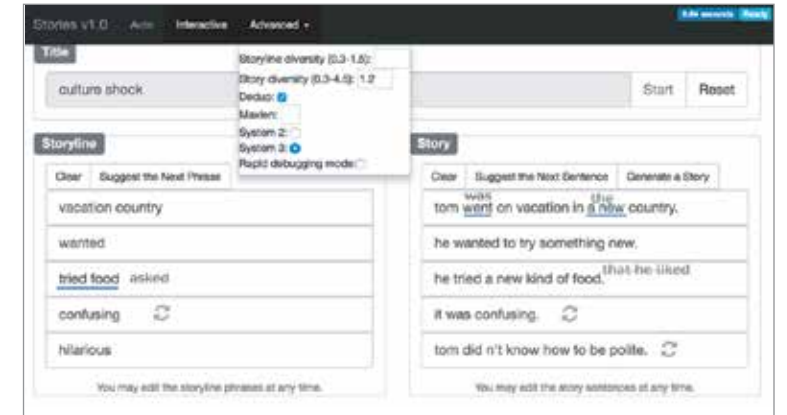 Stories v1.0 Auto Interactive Advanced
Ready
Title
Storyline diversity (0.3-1.5):
Story diversity (0.3-4.5): 1.2
Dedup:
Maxlen:
System 2:
System 3:
Rapid debugging mode:
culture shock
Start Reset
Storyline
Clear Suggest the Next Phrase
vacation country
wanted
tried food asked
confusing
hilarious
You may edit the storyline phrases at any time.
Story
Clear Suggest the Next Sentence Generate a Story
was the
tom went on vacation in a new country.
he wanted to try something new.
he tried a new kind of food. that he liked
it was confusing.
tom did n't know how to be polite.
You may edit the story sentences at any time.